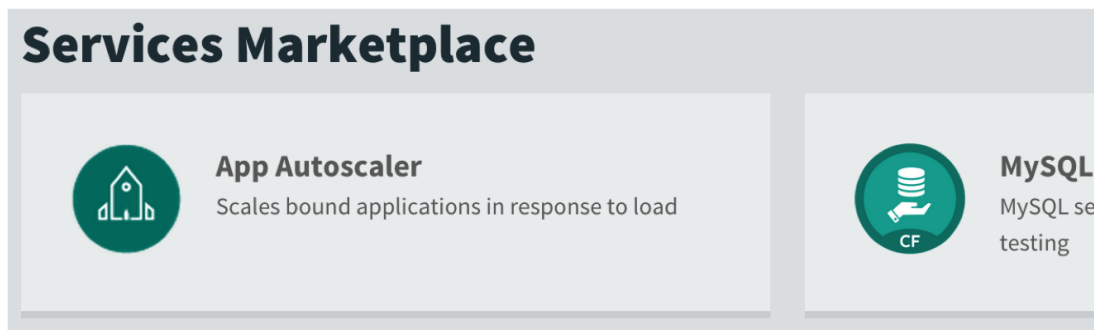 Services Marketplace
App Autoscaler
Scales bound applications in response to load
MySQL
MySQL se
testing
CF